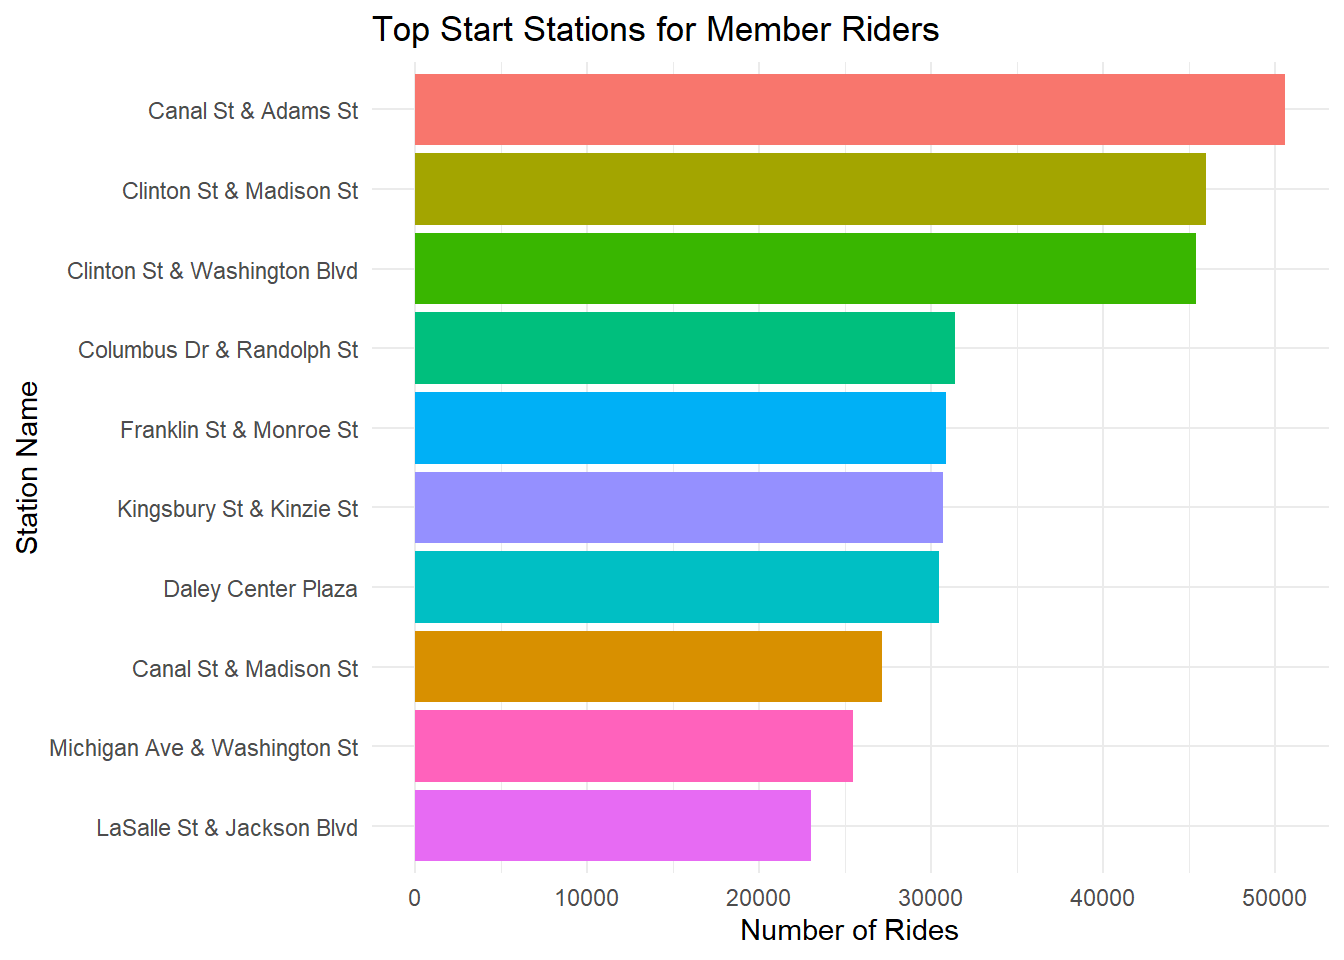 Top Start Stations for Member Riders
Canal St & Adams St
Clinton St & Madison St
Clinton St & Washington Blvd
Columbus Dr & Randolph St
Franklin St & Monroe St
Kingsbury St & Kinzie St
Daley Center Plaza
Canal St & Madison St
Michigan Ave & Washington St
LaSalle St & Jackson Blvd
Station Name
0 10000 20000 30000 40000 50000
Number of Rides